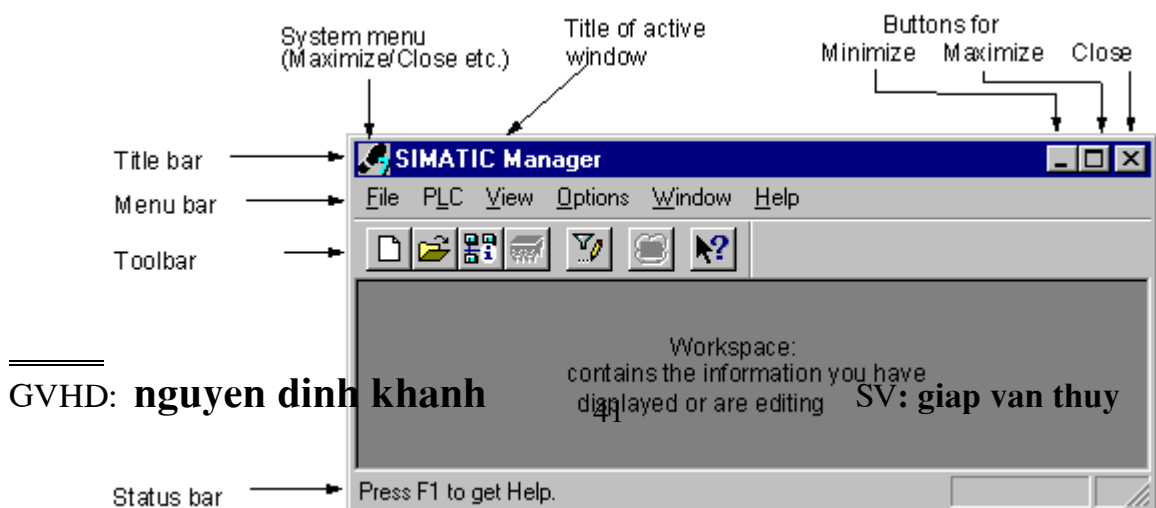 System menu
(Maximize/Close etc.)
Title of active
window
Buttons for
Minimize Maximize Close
Title bar
SIMATIC Manager
Menu bar
File PLC View Options Window Help
Toolbar
Workspace:
contains the information you have
displayed or are editing
GVHD: nguyen dinh khanh
41
SV: giap van thuy
Status bar
Press F1 to get Help.